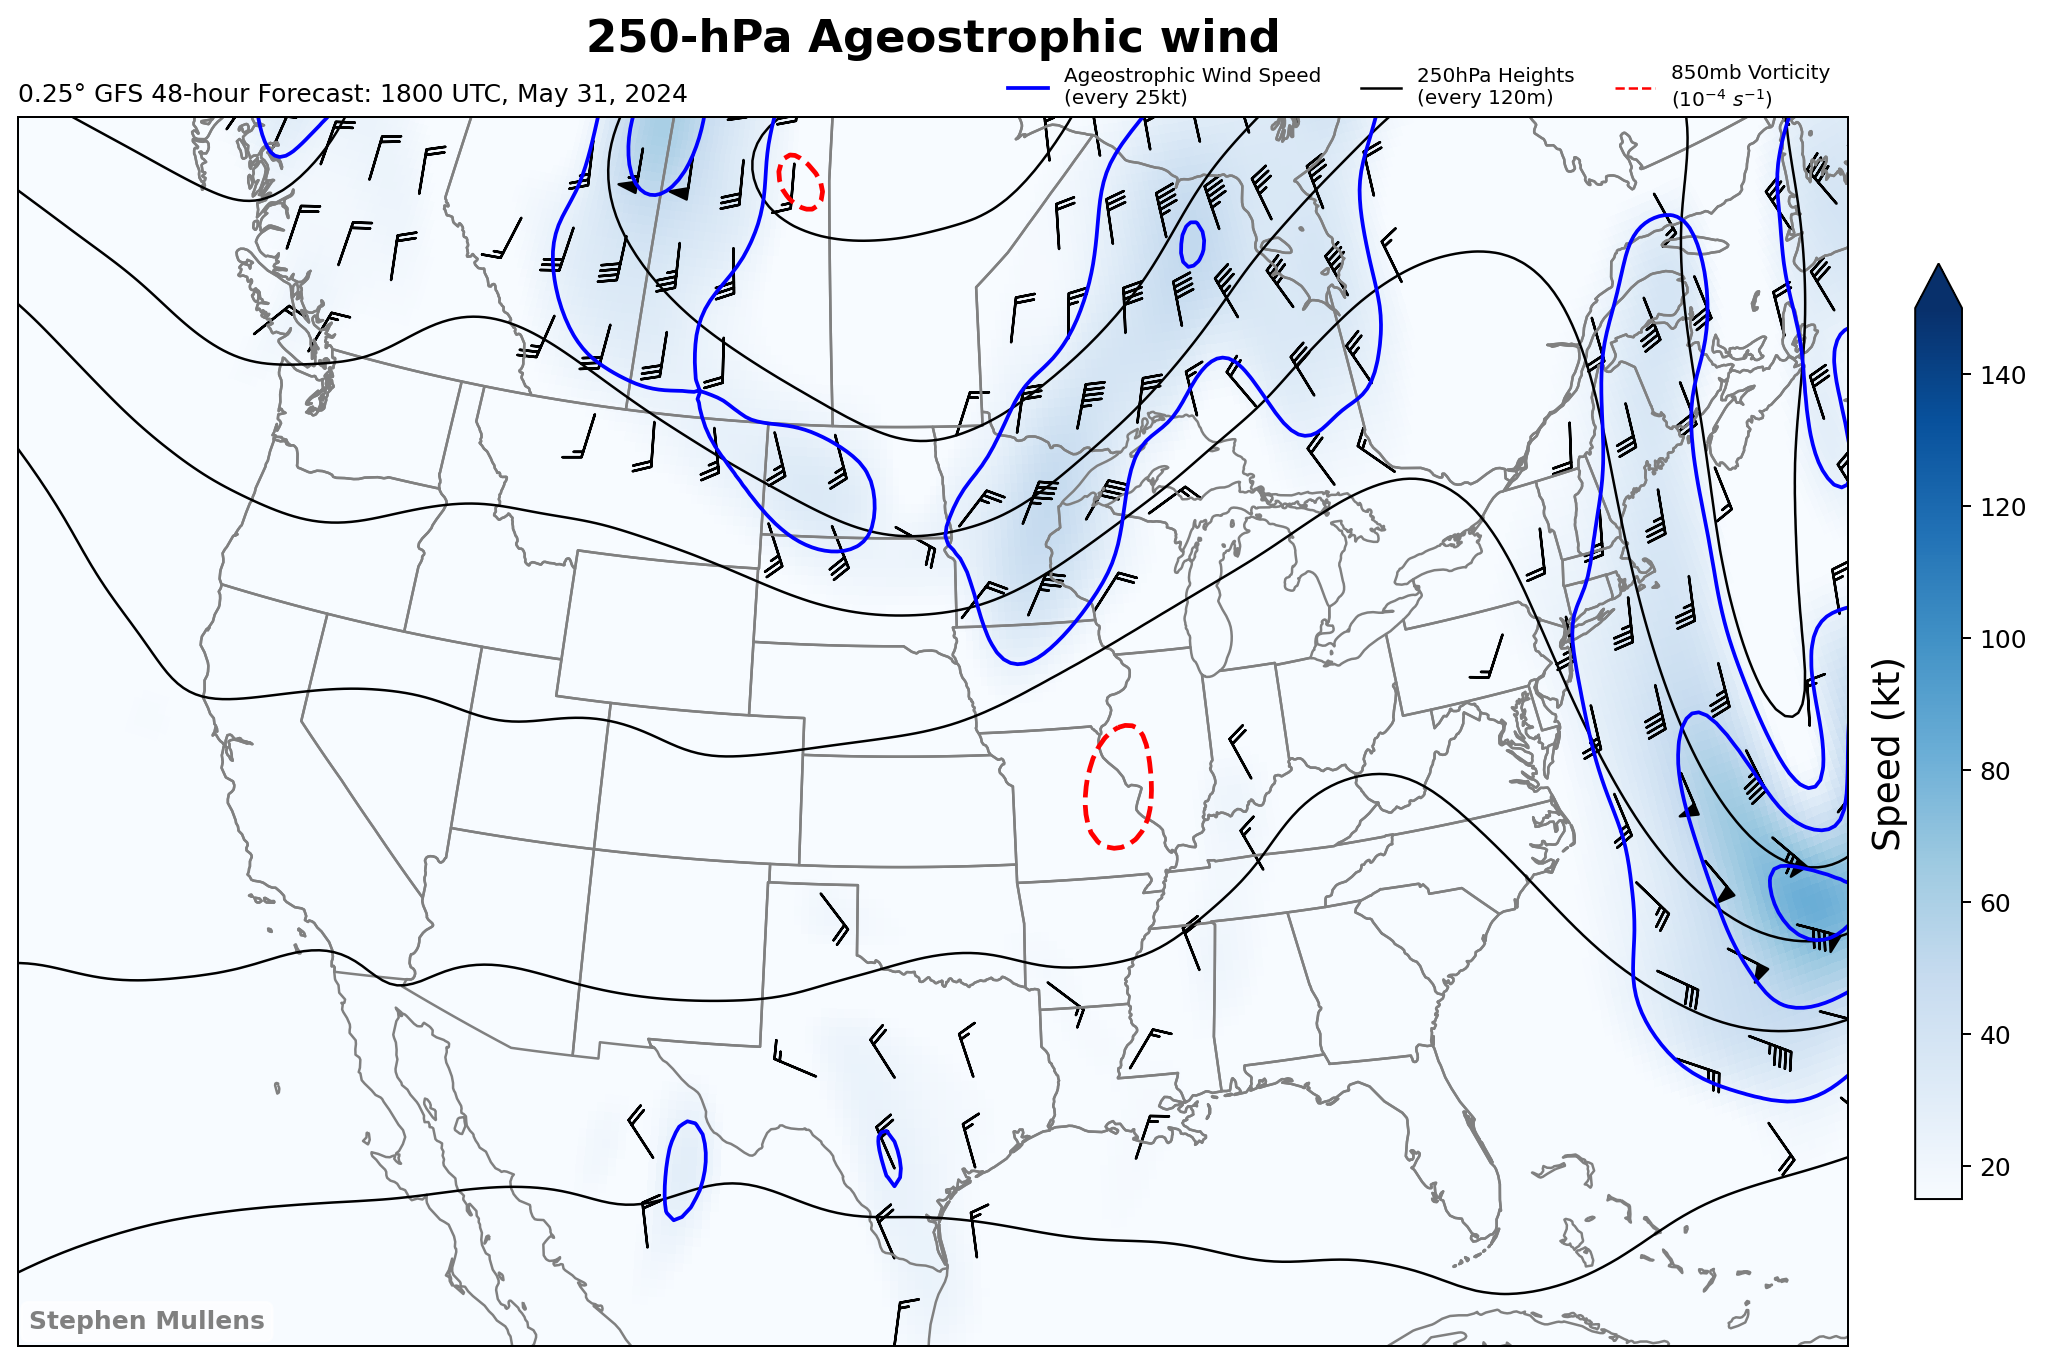 250-hPa Ageostrophic wind
0.25° GFS 48-hour Forecast: 1800 UTC, May 31, 2024
Ageostrophic Wind Speed
(every 25kt)
250hPa Heights
(every 120m)
850mb Vorticity
(10⁻⁴ s⁻¹)
140
120
100
80
60
40
20
Speed (kt)
Stephen Mullens